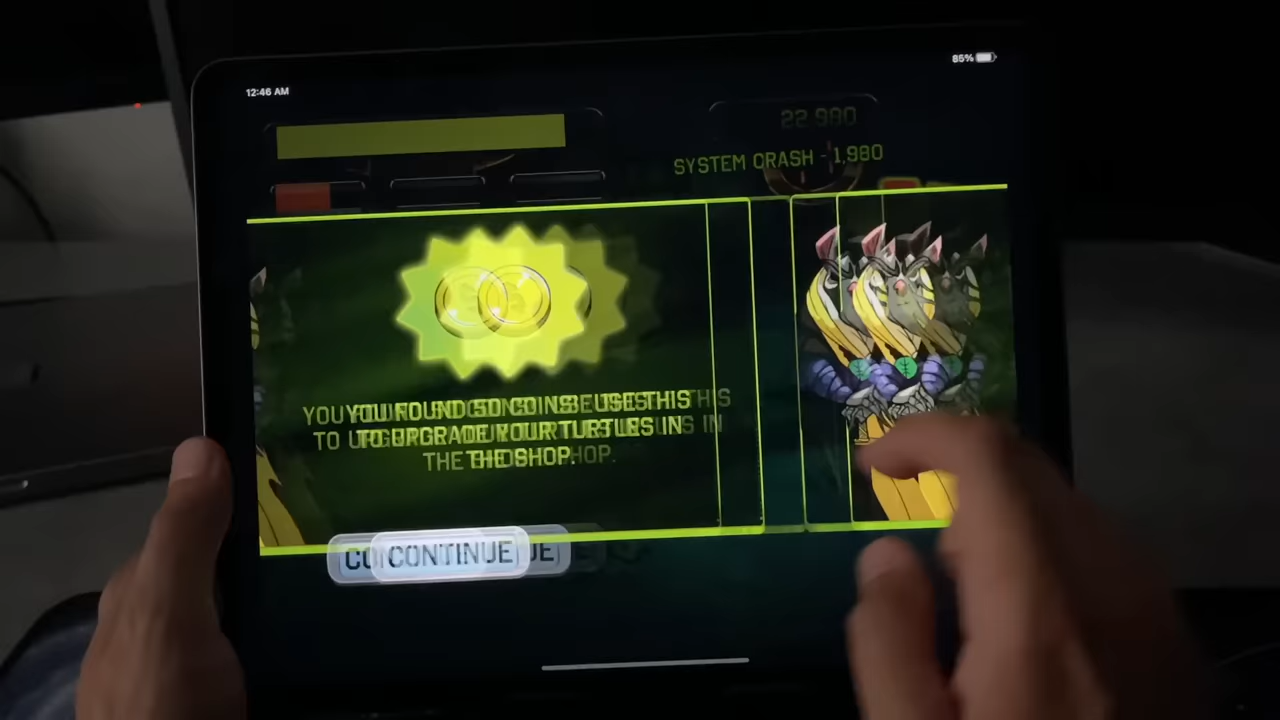 12:46 AM
85%
22,980
SYSTEM CRASH - 1,980
YOU FOUND 50 COINS! USE THIS
TO UPGRADE YOUR TURTLES IN
THE SHOP.
CONTINUE